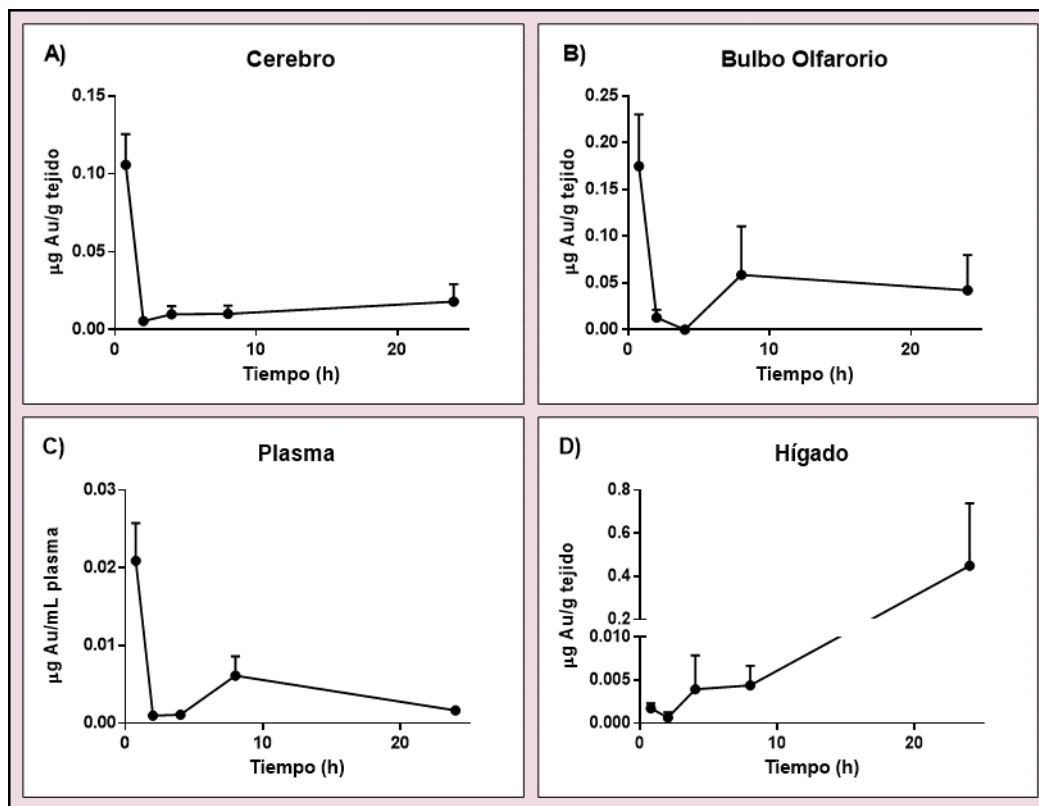 A)
Cerebro
µg Au/g tejido
0.15
0.10
0.05
0.00
0 10 20
Tiempo (h)
B)
Bulbo Olfarorio
µg Au/g tejido
0.25
0.20
0.15
0.10
0.05
0.00
0 10 20
Tiempo (h)
C)
Plasma
µg Au/mL plasma
0.03
0.02
0.01
0.00
0 10 20
Tiempo (h)
D)
Hígado
µg Au/g tejido
0.8
0.6
0.4
0.2
0.010
0.005
0.000
0 10 20
Tiempo (h)